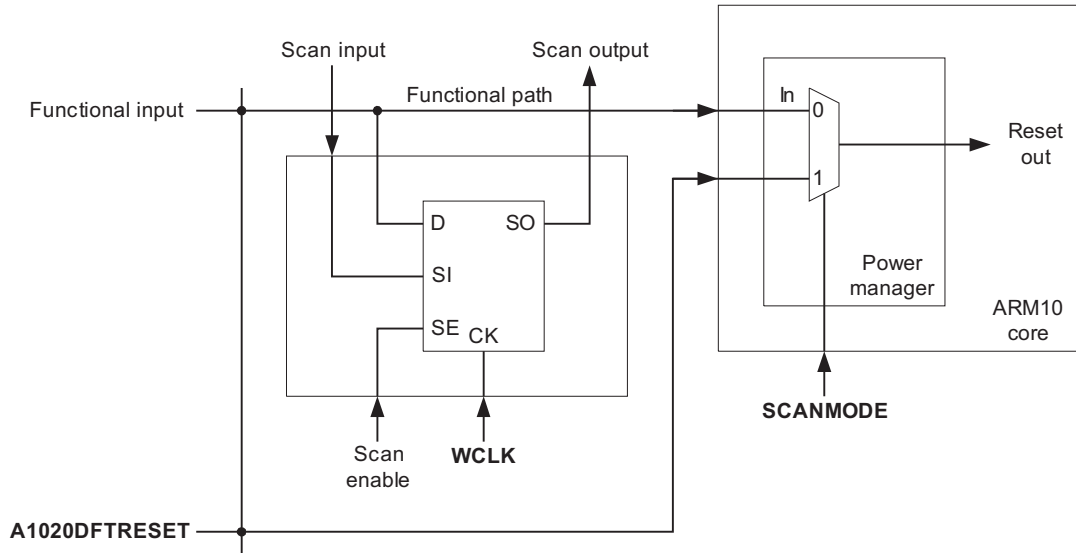 Scan input
Scan output
Functional input
Functional path
In
0
1
Reset
out
D
SO
SI
SE
CK
Power
manager
ARM10
core
SCANMODE
Scan
enable
WCLK
A1020DFTRESET